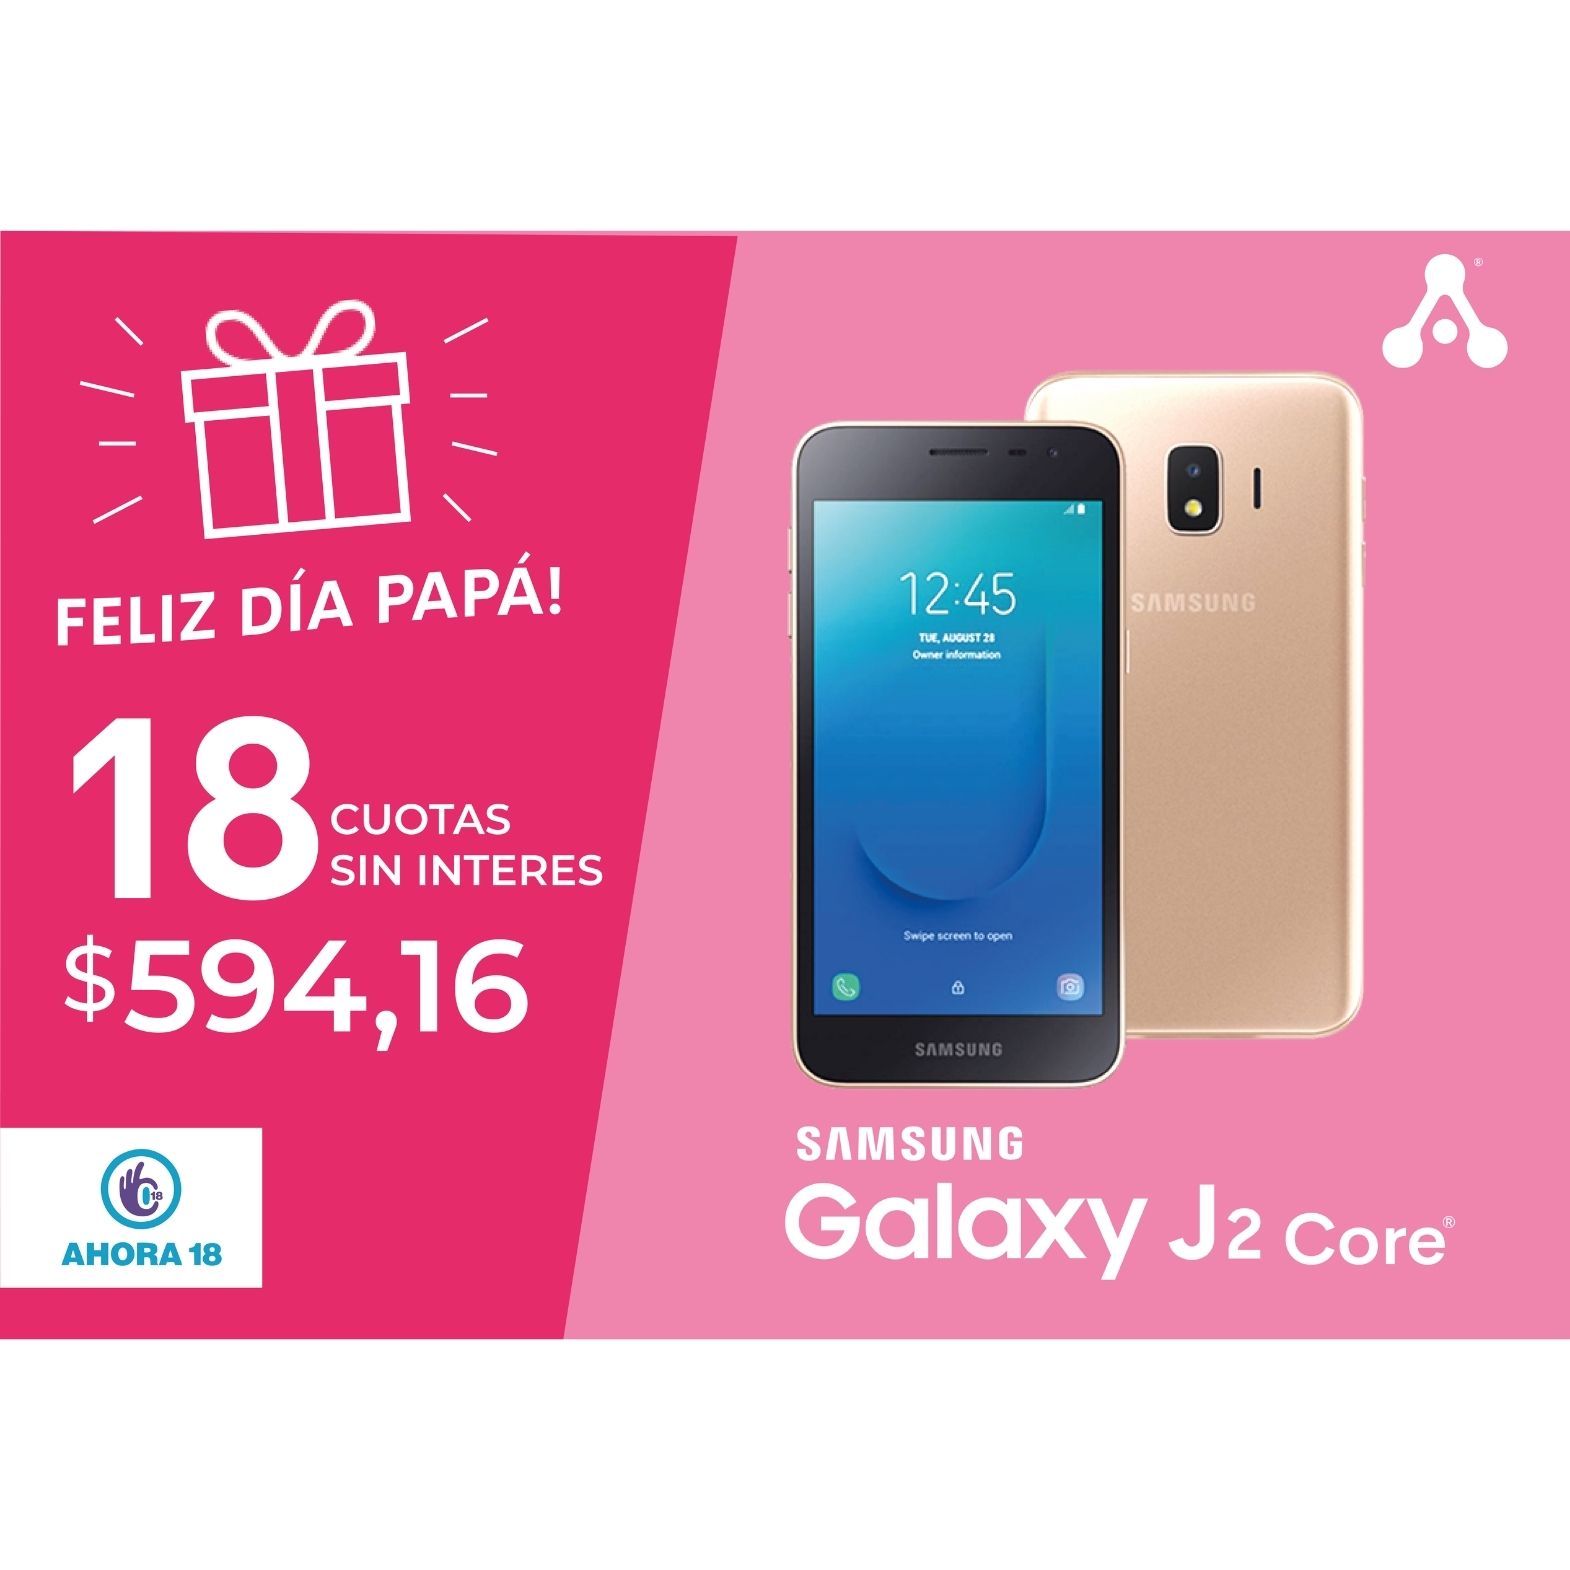 FELIZ DÍA PAPÁ!
18 CUOTAS
SIN INTERES
$594,16
18
AHORA 18
®
12:45
TUE, AUGUST 28
Owner information
Swipe screen to open
SAMSUNG
SAMSUNG
SAMSUNG
Galaxy J2 Core®